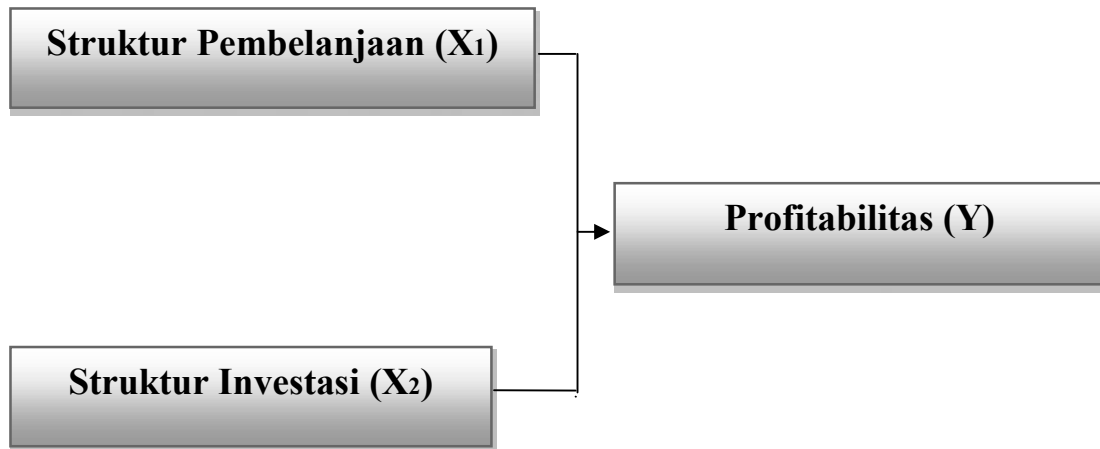 Struktur Pembelanjaan (X₁)
Profitabilitas (Y)
Struktur Investasi (X₂)